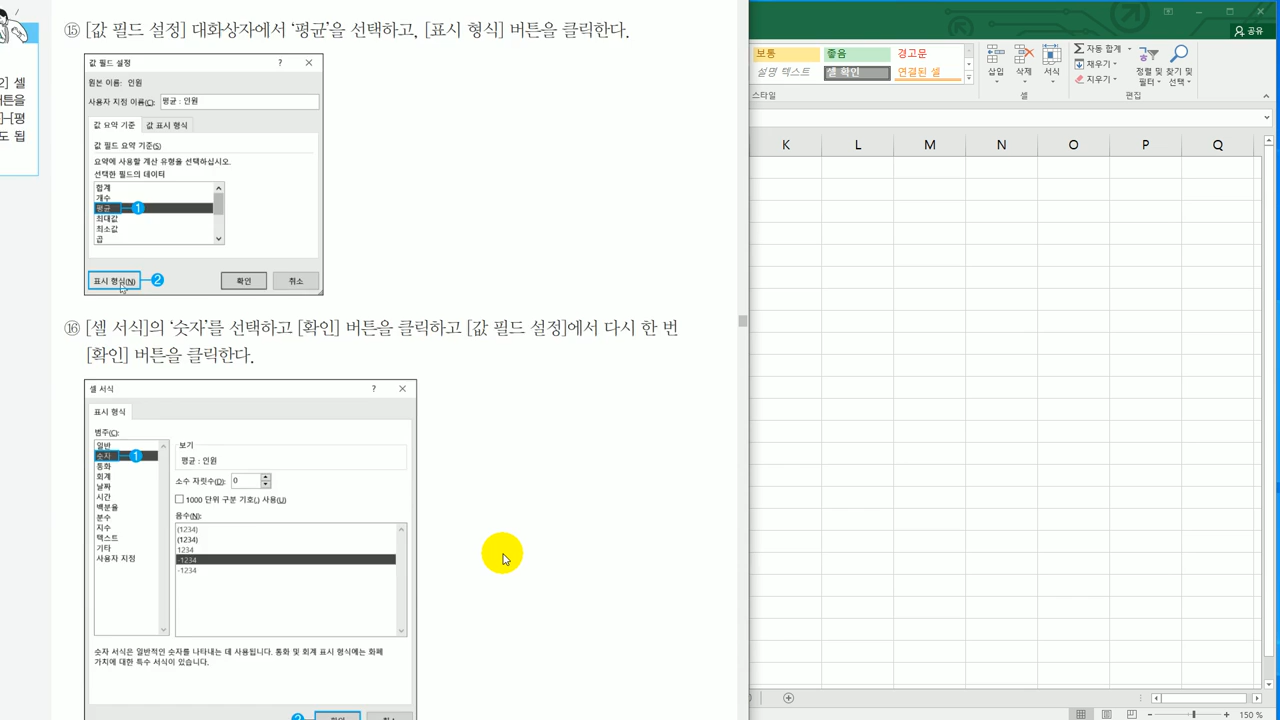 ⑮ [값 필드 설정] 대화상자에서 ‘평균’을 선택하고, [표시 형식] 버튼을 클릭한다.
2] 셀
버튼을
]-[평
도 됩
값 필드 설정 ?
원본 이름: 인원
사용자 지정 이름(C): 평균 : 인원
값 요약 기준 값 표시 형식
값 필드 요약 기준(S)
요약에 사용할 계산 유형을 선택하십시오.
선택한 필드의 데이터
합계
개수
평균 1
최대값
최소값
곱
표시 형식(N) 2 확인 취소
⑯ [셀 서식]의 ‘숫자’를 선택하고 [확인] 버튼을 클릭하고 [값 필드 설정]에서 다시 한 번
[확인] 버튼을 클릭한다.
셀 서식 ?
표시 형식
범주(C):
일반
숫자 1
통화
회계
날짜
시간
백분율
분수
지수
텍스트
기타
사용자 지정
보기
평균 : 인원
소수 자릿수(D): 0
1000 단위 구분 기호(,) 사용(U)
음수(N):
(1234)
(1234)
1234
-1234
-1234
숫자 서식은 일반적인 숫자를 나타내는 데 사용됩니다. 통화 및 회계 표시 형식에는 화폐
가치에 대한 특수 서식이 있습니다.
2 확인 취소
공유
보통 좋음 경고문
설명 텍스트 셀 확인 연결된 셀
스타일
삽입 삭제 서식
셀
자동 합계
채우기
지우기
정렬 및
필터
찾기 및
선택
편집
K L M N O P Q
150 %